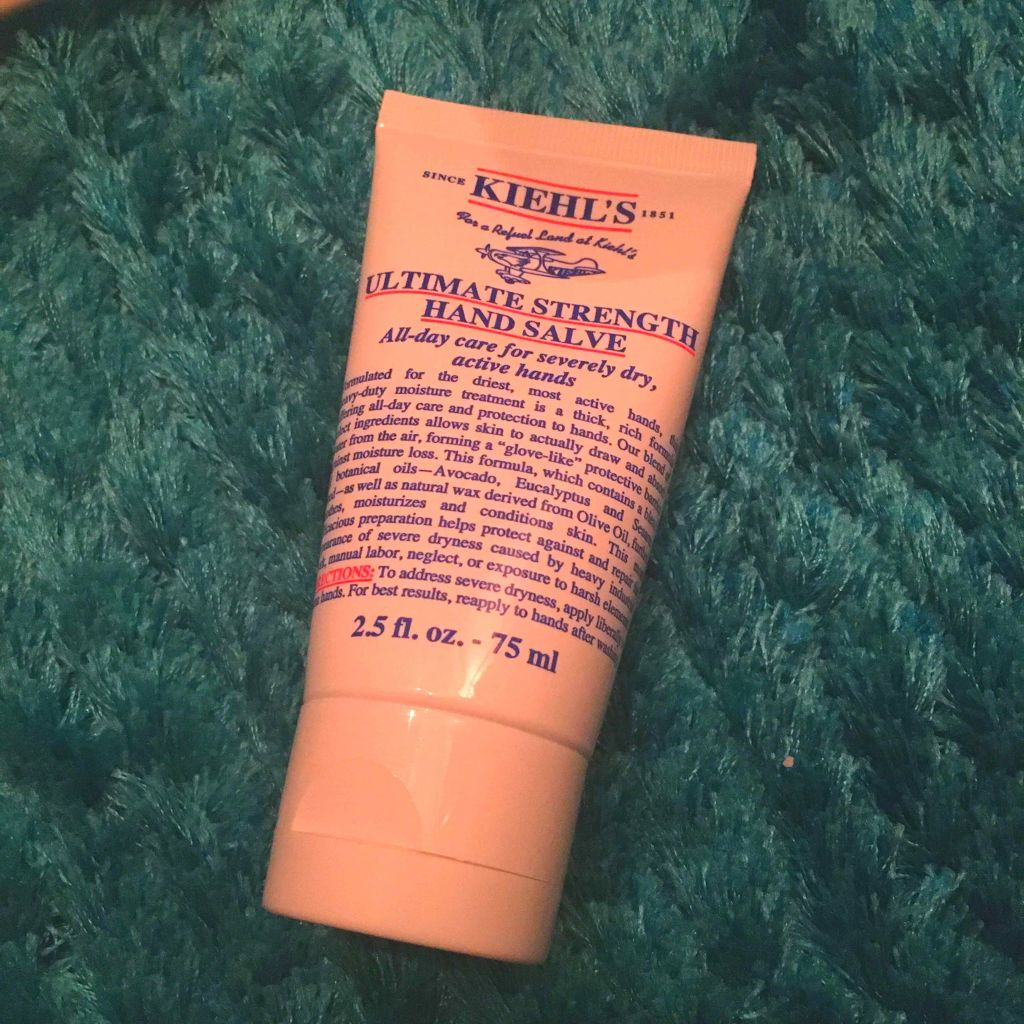 SINCE KIEHL'S 1851
For a Refuel Land at Kiehl's
ULTIMATE STRENGTH
HAND SALVE
All-day care for severely dry,
active hands
for the driest, most active hands,
moisture treatment is a thick, rich
all-day care and protection to hands. Our blend
ingredients allows skin to actually draw and
from the air, forming a "glove-like" protective
moisture loss. This formula, which contains a
botanical oils—Avocado, Eucalyptus and
—as well as natural wax derived from Olive Oil,
moisturizes and conditions skin. This
preparation helps protect against and repair
of severe dryness caused by heavy
manual labor, neglect, or exposure to harsh
To address severe dryness, apply
hands. For best results, reapply to hands after
2.5 fl. oz. - 75 ml